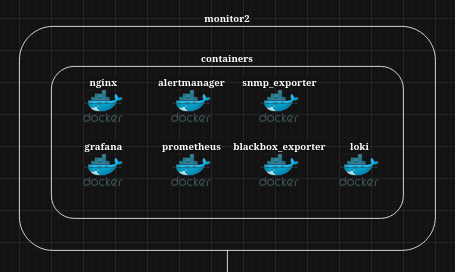 monitor2
containers
nginx alertmanager snmp_exporter
docker docker docker
grafana prometheus blackbox_exporter loki
docker docker docker docker